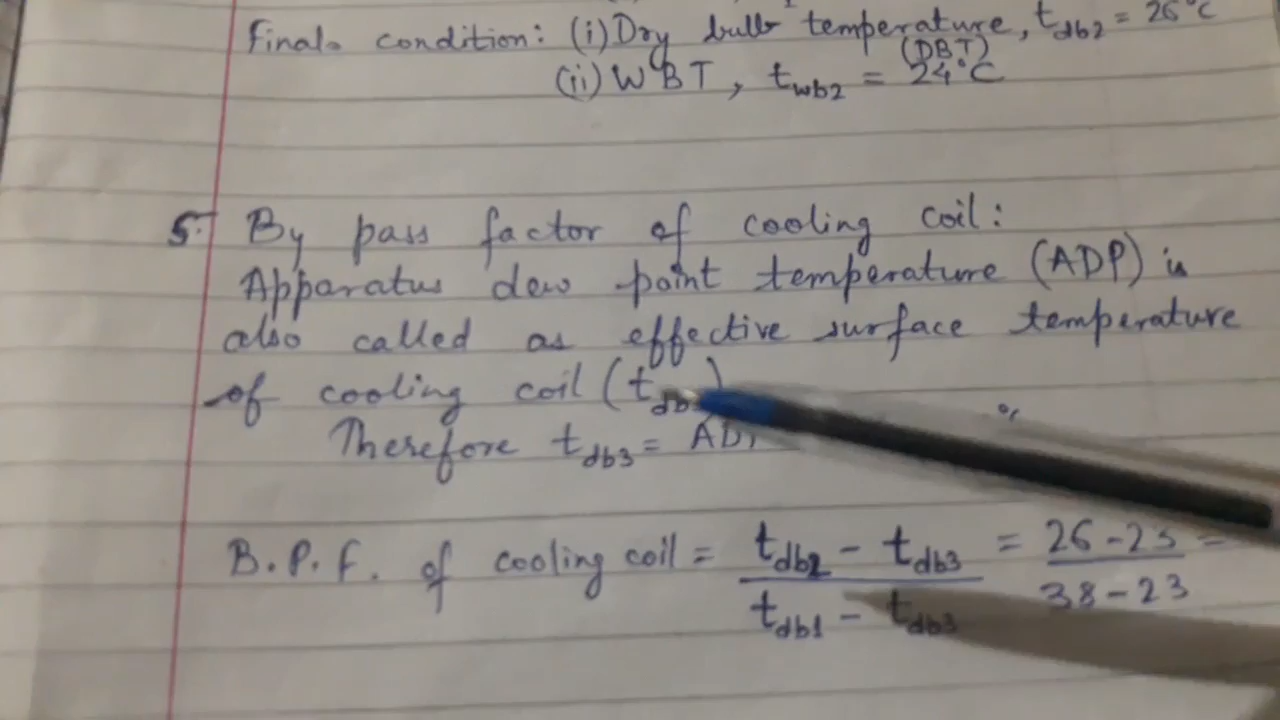 Final condition: (i) Dry bulb temperature, tdb2 = 26°C
(DBT)
(ii) WBT, twb2 = 24°C
5. By pass factor of cooling coil:
Apparatus dew point temperature (ADP) is
also called as effective surface temperature
of cooling coil (tdb3)
Therefore tdb3 =
B.P.F. of cooling coil = tdb2 - tdb3 = 26-23 =
tdb1 - tdb3 38-23